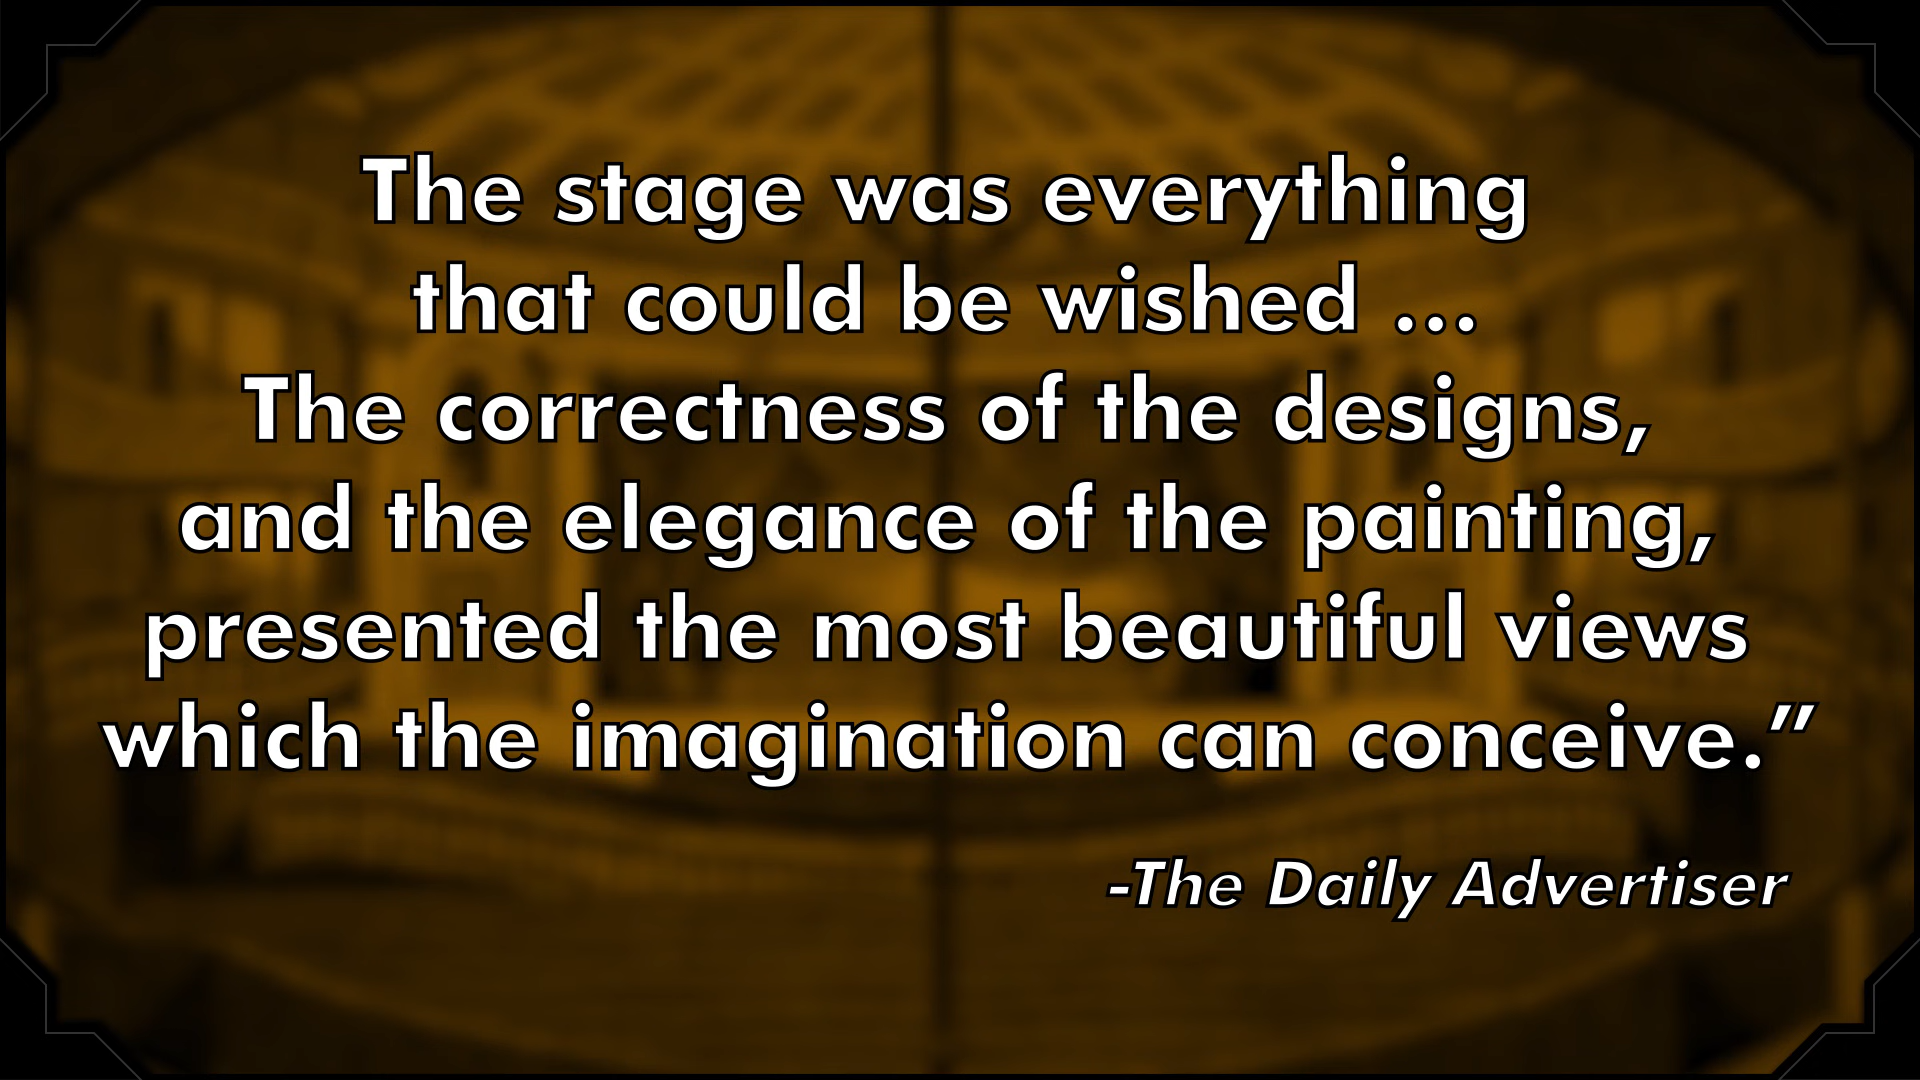 The stage was everything
that could be wished ...
The correctness of the designs,
and the elegance of the painting,
presented the most beautiful views
which the imagination can conceive.”
-The Daily Advertiser